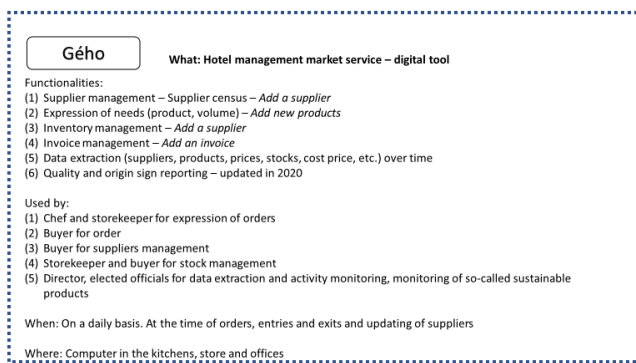 Gého
What: Hotel management market service – digital tool
Functionalities:
(1) Supplier management – Supplier census – Add a supplier
(2) Expression of needs (product, volume) – Add new products
(3) Inventory management – Add a supplier
(4) Invoice management – Add an invoice
(5) Data extraction (suppliers, products, prices, stocks, cost price, etc.) over time
(6) Quality and origin sign reporting – updated in 2020
Used by:
(1) Chef and storekeeper for expression of orders
(2) Buyer for order
(3) Buyer for suppliers management
(4) Storekeeper and buyer for stock management
(5) Director, elected officials for data extraction and activity monitoring, monitoring of so-called sustainable
products
When: On a daily basis. At the time of orders, entries and exits and updating of suppliers
Where: Computer in the kitchens, store and offices